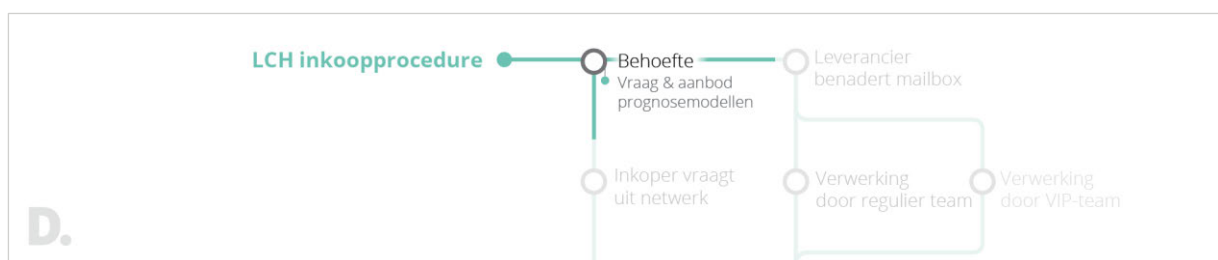 LCH inkoopprocedure
Behoefte
Vraag & aanbod
prognosemodellen
Leverancier
benadert mailbox
Inkoper vraagt
uit netwerk
Verwerking
door regulier team
Verwerking
door VIP-team
D.